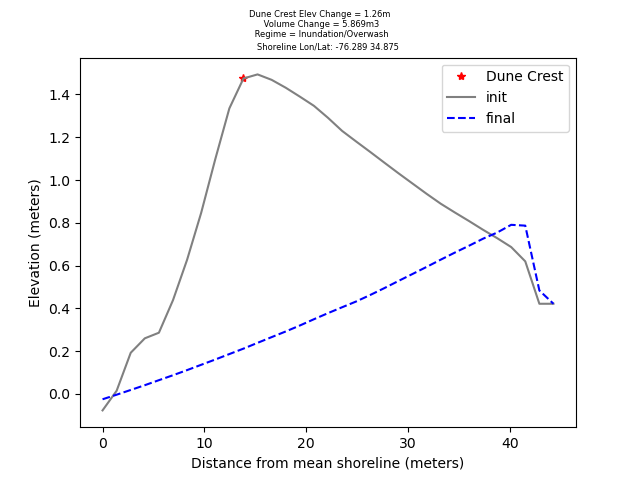 Dune Crest Elev Change = 1.26m
Volume Change = 5.869m3
Regime = Inundation/Overwash
Shoreline Lon/Lat: -76.289 34.875
Dune Crest
init
final
Elevation (meters)
1.4
1.2
1.0
0.8
0.6
0.4
0.2
0.0
0 10 20 30 40
Distance from mean shoreline (meters)